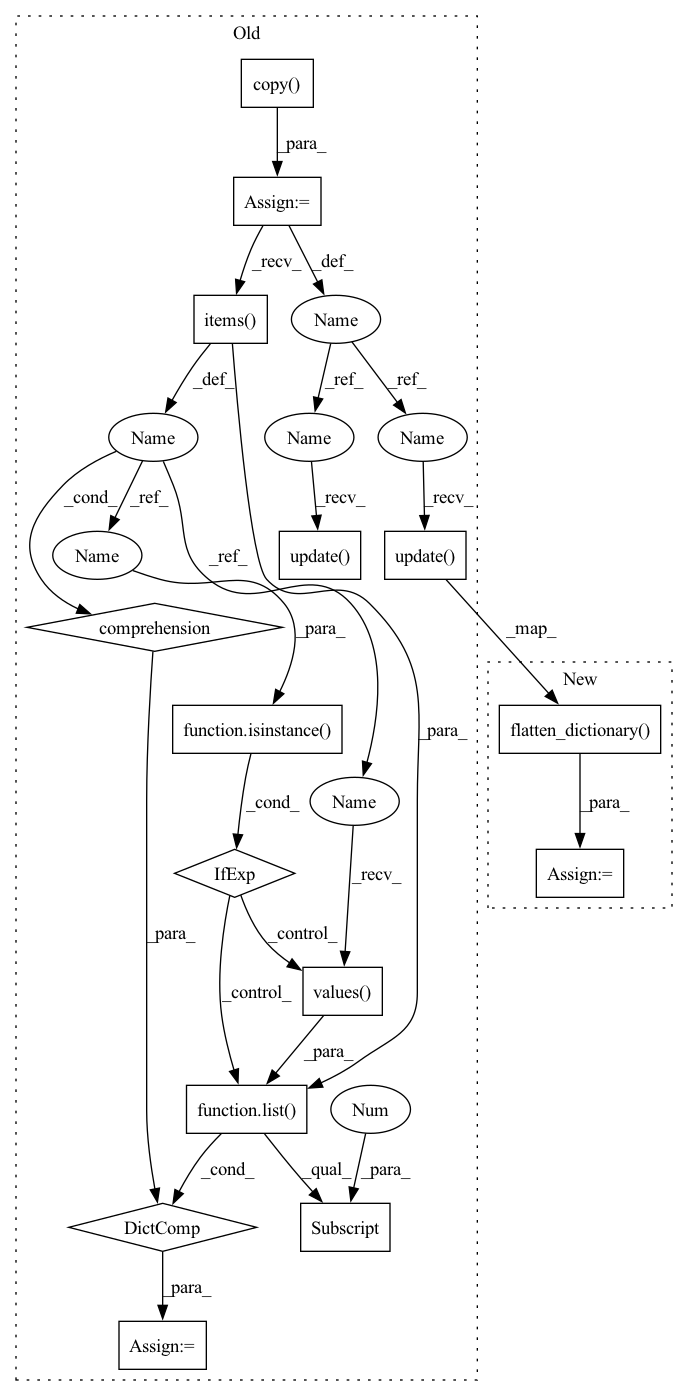 Old
copy()
_para_
Assign:=
_recv_
_def_
items()
Name
_def_
_ref_
_ref_
Name
Name
Name
_cond_
_ref_
_recv_
_recv_
Name
_ref_
update()
update()
comprehension
_para_
_map_
New
function.isinstance()
_para_
flatten_dictionary()
_cond_
Name
_para_
IfExp
_recv_
Assign:=
_para_
_control_
_control_
values()
_para_
function.list()
Num
_cond_
_qual_
_para_
DictComp
Subscript
_para_
Assign:=